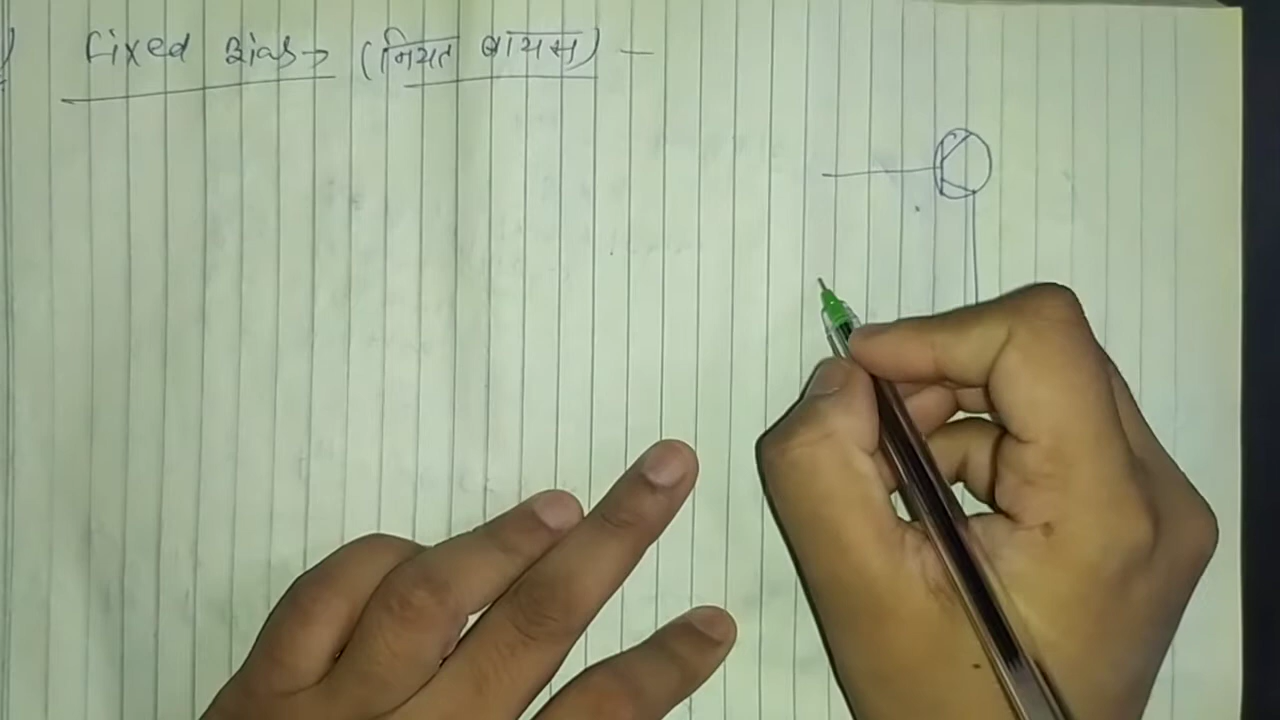 Fixed Bias→ (नियत बायस) —